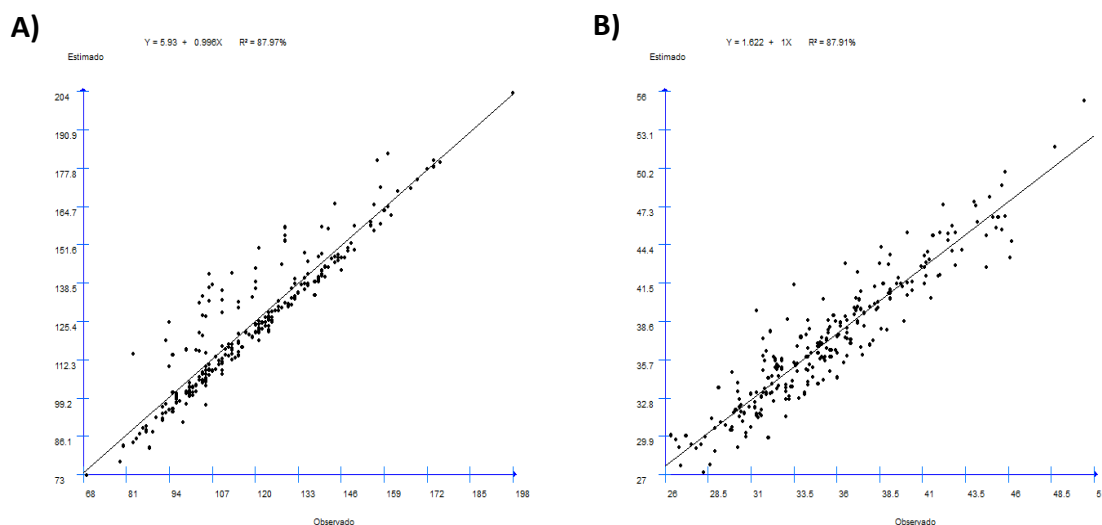 A)
Y = 5.93 + 0.996X R² = 87.97%
Estimado
204
190.9
177.8
164.7
151.6
138.5
125.4
112.3
99.2
86.1
73
68 81 94 107 120 133 146 159 172 185 198
Observado
B)
Y = 1.622 + 1X R² = 87.91%
Estimado
56
53.1
50.2
47.3
44.4
41.5
38.6
35.7
32.8
29.9
27
26 28.5 31 33.5 36 38.5 41 43.5 46 48.5 5
Observado